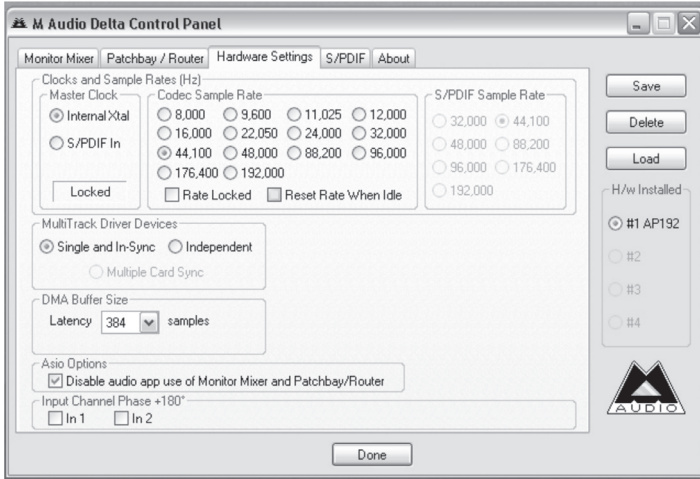 M Audio Delta Control Panel
Monitor Mixer Patchbay / Router Hardware Settings S/PDIF About
Clocks and Sample Rates (Hz)
Master Clock
Internal Xtal
S/PDIF In
Locked
Codec Sample Rate
8,000 9,600 11,025 12,000
16,000 22,050 24,000 32,000
44,100 48,000 88,200 96,000
176,400 192,000
Rate Locked Reset Rate When Idle
S/PDIF Sample Rate
32,000 44,100
48,000 88,200
96,000 176,400
192,000
MultiTrack Driver Devices
Single and In-Sync Independent
Multiple Card Sync
DMA Buffer Size
Latency 384 samples
Asio Options
Disable audio app use of Monitor Mixer and Patchbay/Router
Input Channel Phase +180°
In 1 In 2
Save
Delete
Load
H/w Installed
#1 AP192
#2
#3
#4
M AUDIO
Done